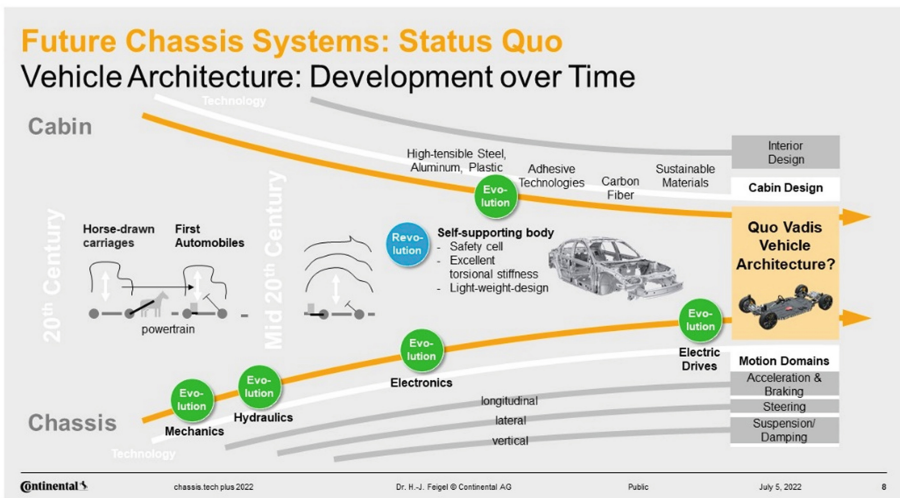 Future Chassis Systems: Status Quo
Vehicle Architecture: Development over Time
Technology
Cabin
Interior
Design
High-tensible Steel,
Aluminum, Plastic
Adhesive
Technologies
Carbon
Fiber
Sustainable
Materials
Cabin Design
Evo-
lution
20th Century
Horse-drawn
carriages
First
Automobiles
powertrain
Mid 20th Century
Revo-
lution
Self-supporting body
- Safety cell
- Excellent
torsional stiffness
- Light-weight-design
Quo Vadis
Vehicle
Architecture?
Evo-
lution
Electric
Drives
Evo-
lution
Electronics
Evo-
lution
Hydraulics
Evo-
lution
Mechanics
Chassis
Technology
longitudinal
lateral
vertical
Motion Domains
Acceleration &
Braking
Steering
Suspension/
Damping
Continental
chassis.tech plus 2022
Dr. H.-J. Feigel © Continental AG
Public
July 5, 2022
8